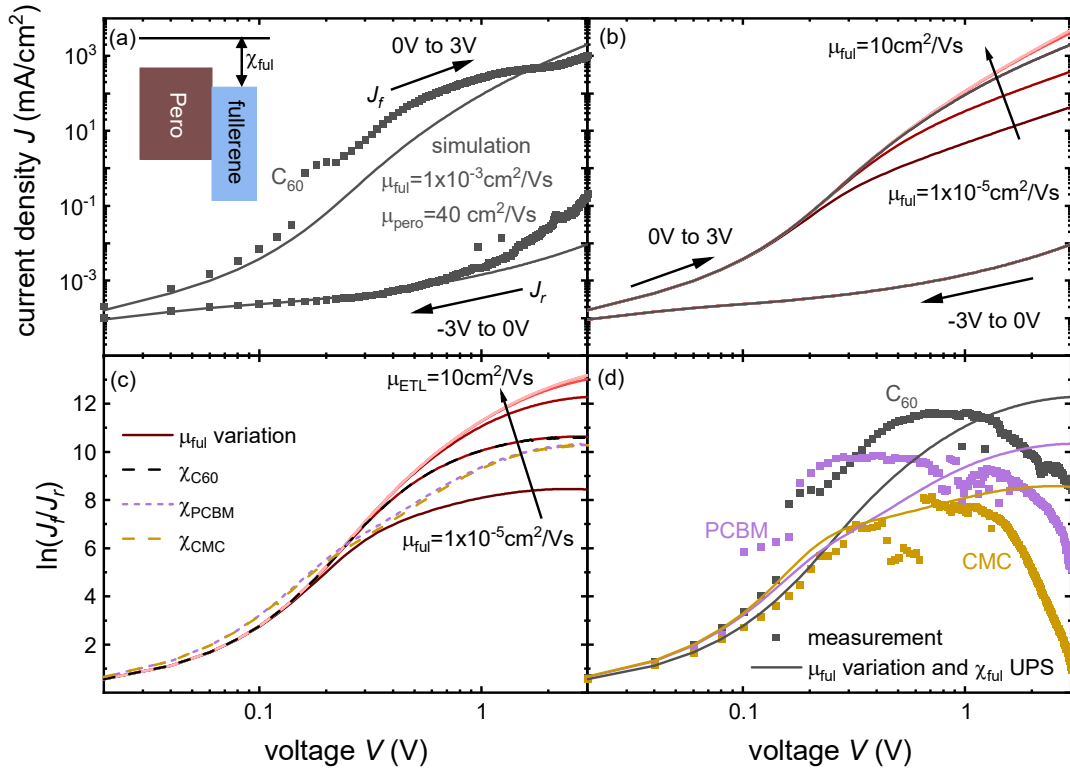 current density J (mA/cm²)
10³
10¹
10⁻¹
10⁻³
(a)
χful
Pero
fullerene
0V to 3V
Jf
C60
simulation
μful=1x10⁻³cm²/Vs
μpero=40 cm²/Vs
Jr
-3V to 0V
(b)
μful=10cm²/Vs
μful=1x10⁻⁵cm²/Vs
0V to 3V
-3V to 0V
ln(Jf/Jr)
12
10
8
6
4
2
(c)
μETL=10cm²/Vs
μful variation
χC60
χPCBM
χCMC
μful=1x10⁻⁵cm²/Vs
0.1
1
voltage V (V)
(d)
C60
PCBM
CMC
measurement
μful variation and χful UPS
0.1
1
voltage V (V)